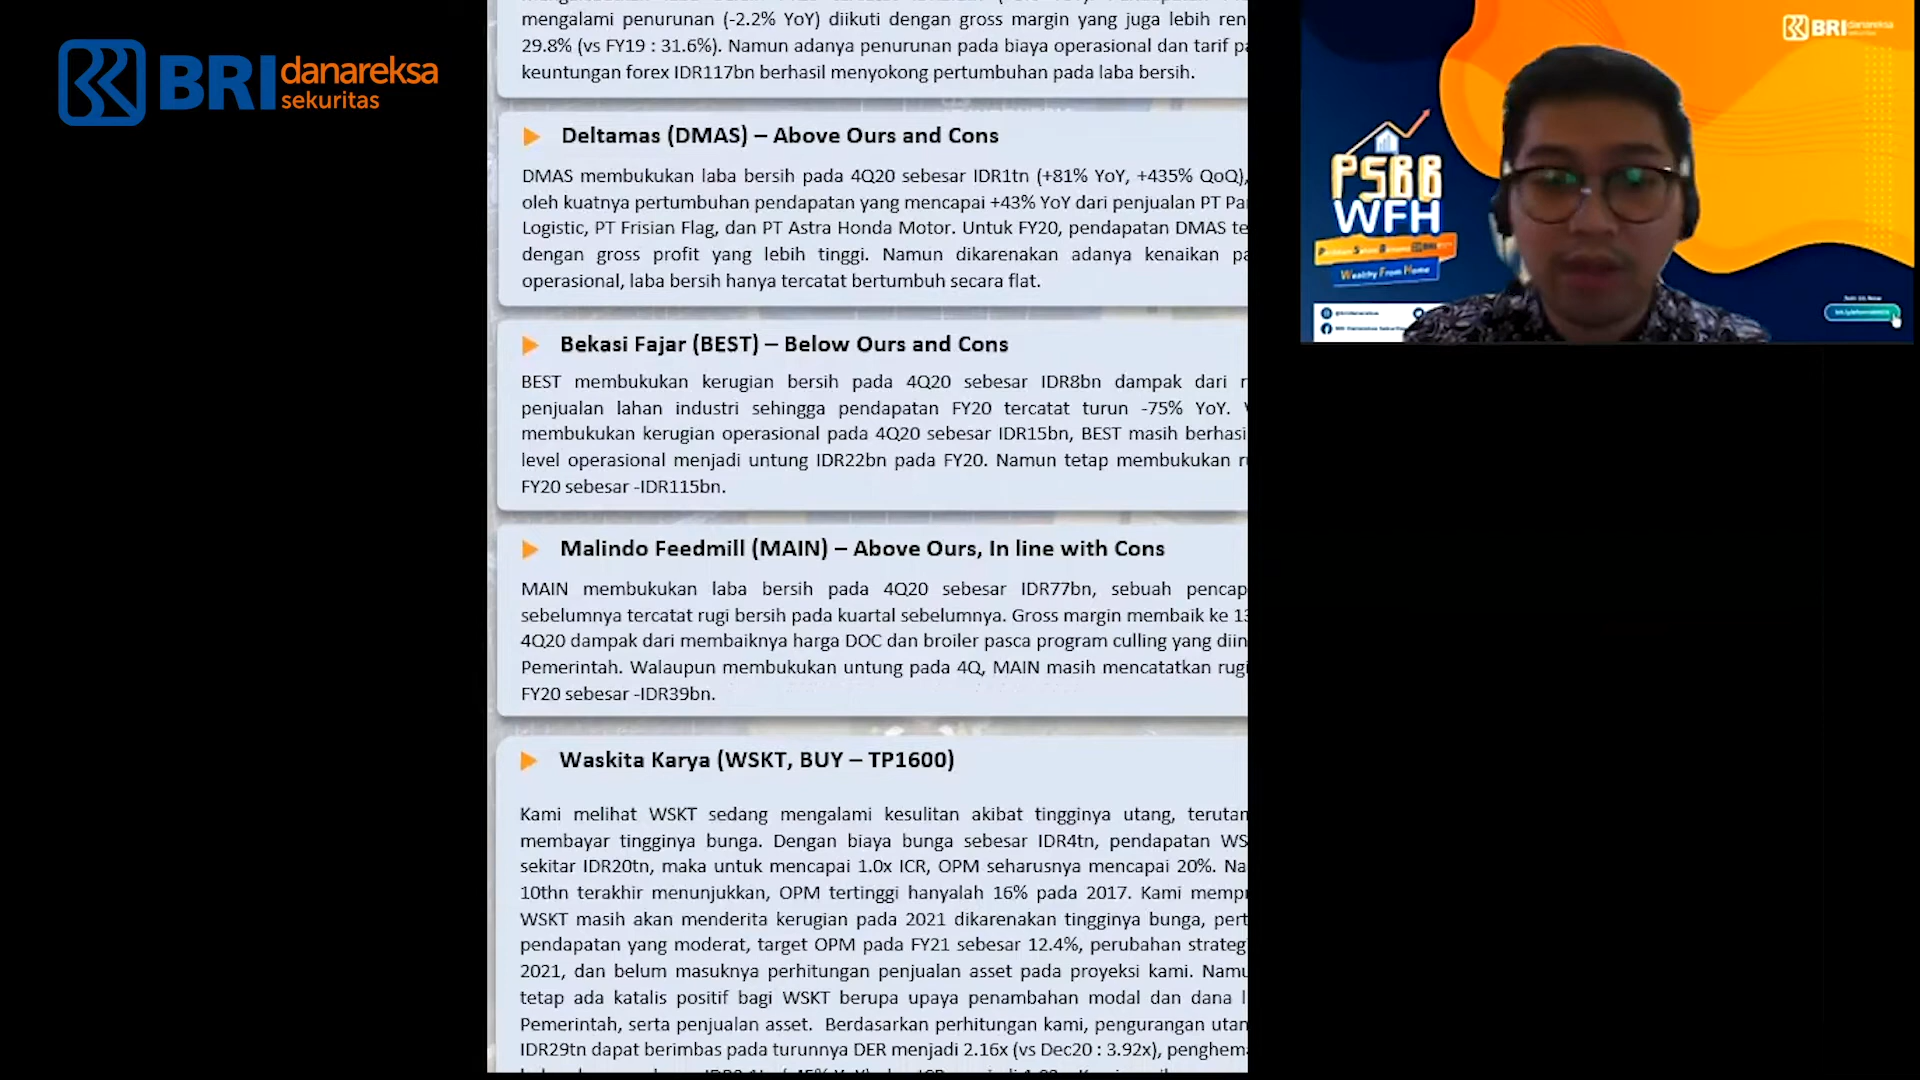 BRI danareksa
sekuritas
mengalami penurunan (-2.2% YoY) diikuti dengan gross margin yang juga lebih
29.8% (vs FY19 : 31.6%). Namun adanya penurunan pada biaya operasional dan tarif
keuntungan forex IDR117bn berhasil menyokong pertumbuhan pada laba bersih.
Deltamas (DMAS) – Above Ours and Cons
DMAS membukukan laba bersih pada 4Q20 sebesar IDR1tn (+81% YoY, +435% QoQ),
oleh kuatnya pertumbuhan pendapatan yang mencapai +43% YoY dari penjualan PT
Logistic, PT Frisian Flag, dan PT Astra Honda Motor. Untuk FY20, pendapatan DMAS
dengan gross profit yang lebih tinggi. Namun dikarenakan adanya kenaikan
operasional, laba bersih hanya tercatat bertumbuh secara flat.
Bekasi Fajar (BEST) – Below Ours and Cons
BEST membukukan kerugian bersih pada 4Q20 sebesar IDR8bn dampak dari
penjualan lahan industri sehingga pendapatan FY20 tercatat turun -75% YoY.
membukukan kerugian operasional pada 4Q20 sebesar IDR15bn, BEST masih berhasi
level operasional menjadi untung IDR22bn pada FY20. Namun tetap membukukan
FY20 sebesar -IDR115bn.
Malindo Feedmill (MAIN) – Above Ours, In line with Cons
MAIN membukukan laba bersih pada 4Q20 sebesar IDR77bn, sebuah pencap
sebelumnya tercatat rugi bersih pada kuartal sebelumnya. Gross margin membaik ke
4Q20 dampak dari membaiknya harga DOC dan broiler pasca program culling yang diin
Pemerintah. Walaupun membukukan untung pada 4Q, MAIN masih mencatatkan rugi
FY20 sebesar -IDR39bn.
Waskita Karya (WSKT, BUY – TP1600)
Kami melihat WSKT sedang mengalami kesulitan akibat tingginya utang, terutan
membayar tingginya bunga. Dengan biaya bunga sebesar IDR4tn, pendapatan WS
sekitar IDR20tn, maka untuk mencapai 1.0x ICR, OPM seharusnya mencapai 20%. Na
10thn terakhir menunjukkan, OPM tertinggi hanyalah 16% pada 2017. Kami mempr
WSKT masih akan menderita kerugian pada 2021 dikarenakan tingginya bunga, pert
pendapatan yang moderat, target OPM pada FY21 sebesar 12.4%, perubahan strateg
2021, dan belum masuknya perhitungan penjualan asset pada proyeksi kami. Namu
tetap ada katalis positif bagi WSKT berupa upaya penambahan modal dan dana
Pemerintah, serta penjualan asset. Berdasarkan perhitungan kami, pengurangan utan
IDR29tn dapat berimbas pada turunnya DER menjadi 2.16x (vs Dec20 : 3.92x), penghem
BRI danareksa
sekuritas
PSBB
WFH
Wealthy From Home